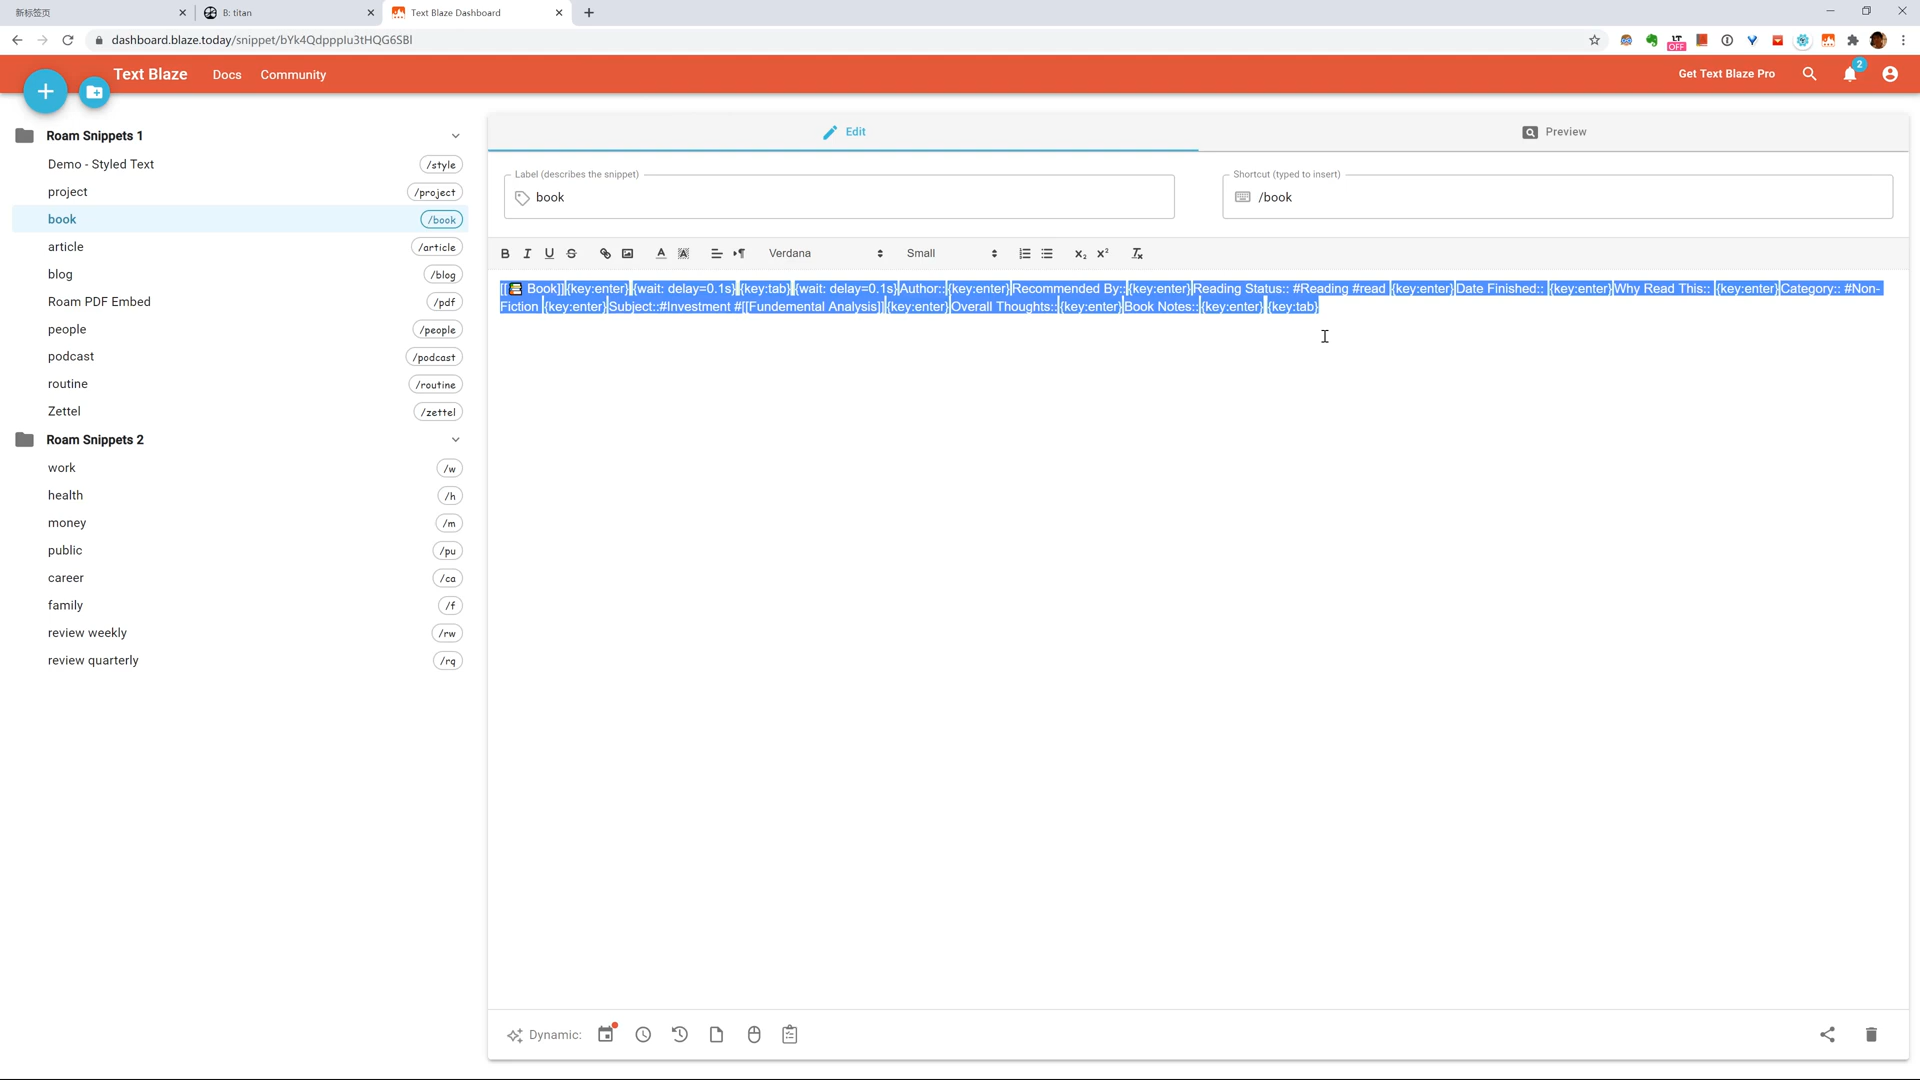 新标签页
B: titan
Text Blaze Dashboard
dashboard.blaze.today/snippet/bYk4Qdppplu3tHQG6SBl
LT OFF
Text Blaze
Docs
Community
Get Text Blaze Pro
2
Roam Snippets 1
Demo - Styled Text
/style
project
/project
book
/book
article
/article
blog
/blog
Roam PDF Embed
/pdf
people
/people
podcast
/podcast
routine
/routine
Zettel
/zettel
Roam Snippets 2
work
/w
health
/h
money
/m
public
/pu
career
/ca
family
/f
review weekly
/rw
review quarterly
/rq
Edit
Preview
Label (describes the snippet)
book
Shortcut (typed to insert)
/book
Verdana
Small
[[📚 Book]]{key:enter} {wait: delay=0.1s} {key:tab} {wait: delay=0.1s}Author::{key:enter}Recommended By::{key:enter}Reading Status:: #Reading #read {key:enter}Date Finished:: {key:enter}Why Read This:: {key:enter}Category:: #Non-
Fiction {key:enter}Subject::#Investment #[[Fundemental Analysis]]{key:enter}Overall Thoughts::{key:enter}Book Notes::{key:enter} {key:tab}
Dynamic: